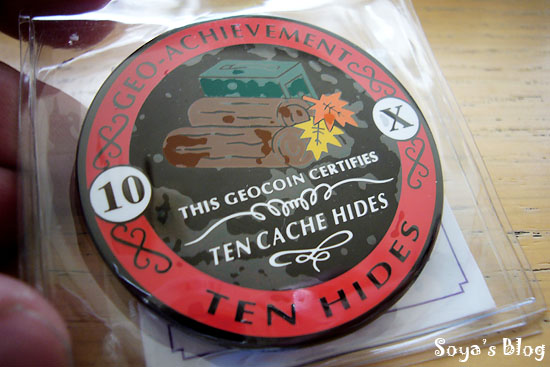 GEO-ACHIEVEMENT
10
X
THIS GEOCOIN CERTIFIES
TEN CACHE HIDES
TEN HIDES
Soya's Blog